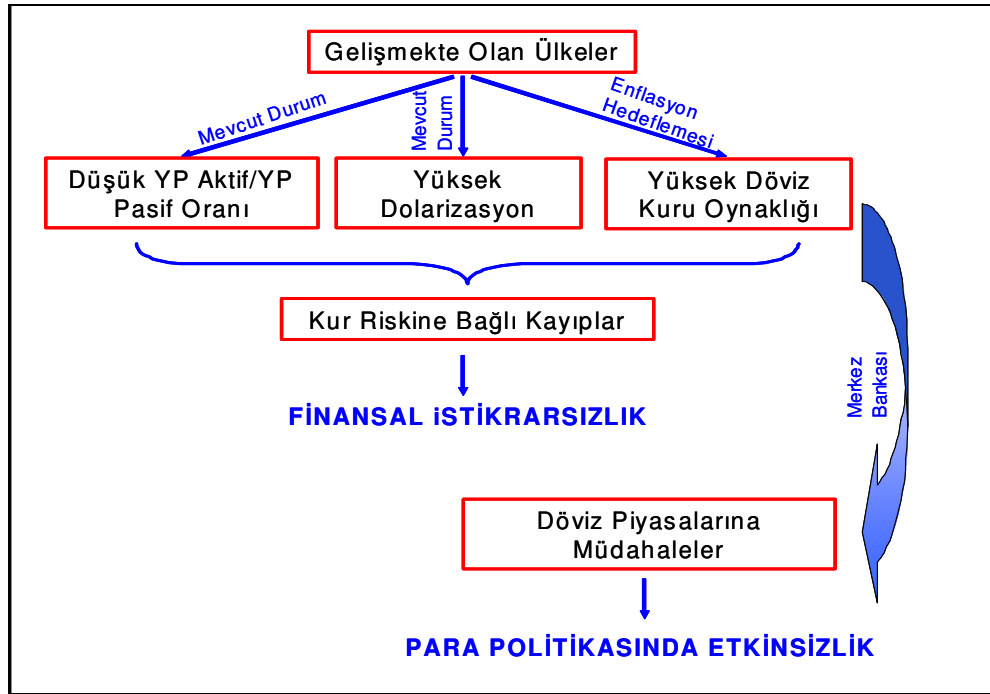 Gelişmekte Olan Ülkeler
Mevcut Durum
Mevcut
Durum
Enflasyon
Hedeflemesi
Düşük YP Aktif/YP
Pasif Oranı
Yüksek
Dolarizasyon
Yüksek Döviz
Kuru Oynaklığı
Kur Riskine Bağlı Kayıplar
Merkez
Bankası
FİNANSAL iSTİKRARSIZLIK
Döviz Piyasalarına
Müdahaleler
PARA POLİTİKASINDA ETKİNSİZLİK